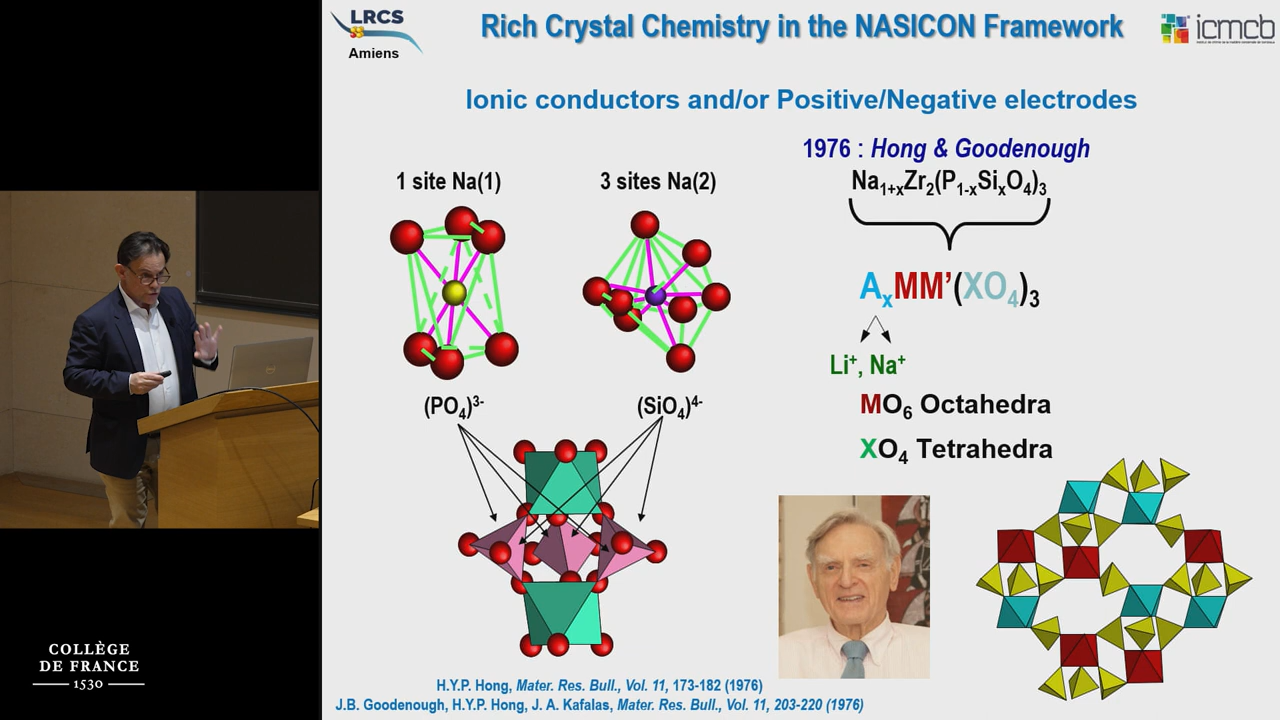 LRCS
Amiens
Rich Crystal Chemistry in the NASICON Framework
icmcb
Ionic conductors and/or Positive/Negative electrodes
1976 : Hong & Goodenough
Na1+xZr2(P1-xSixO4)3
1 site Na(1)
3 sites Na(2)
AxMM’(XO4)3
Li+, Na+
MO6 Octahedra
XO4 Tetrahedra
(PO4)3-
(SiO4)4-
COLLÈGE
DE FRANCE
1530
H.Y.P. Hong, Mater. Res. Bull., Vol. 11, 173-182 (1976)
J.B. Goodenough, H.Y.P. Hong, J. A. Kafalas, Mater. Res. Bull., Vol. 11, 203-220 (1976)